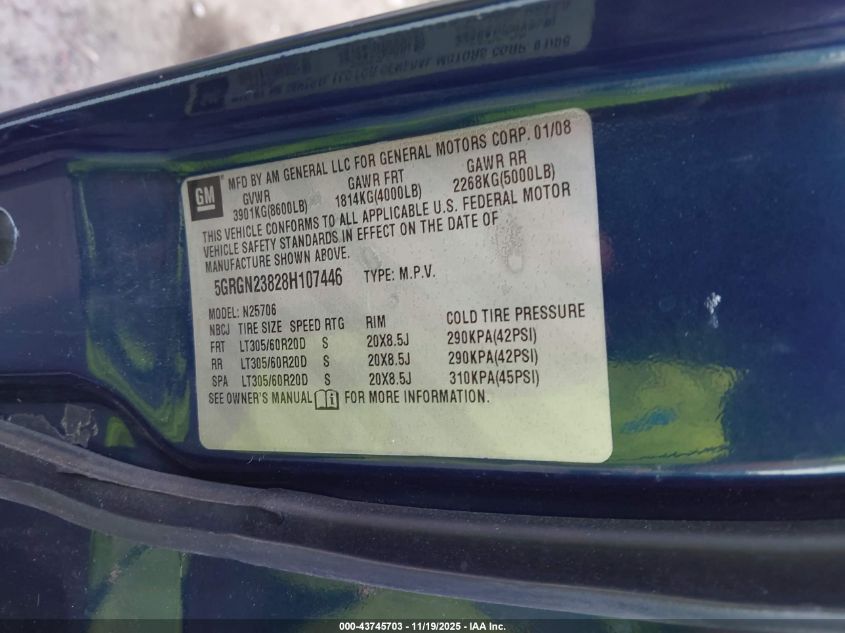 GM
MFD BY AM GENERAL LLC FOR GENERAL MOTORS CORP. 01/08
GVWR GAWR FRT GAWR RR
3901KG(8600LB) 1814KG(4000LB) 2268KG(5000LB)
THIS VEHICLE CONFORMS TO ALL APPLICABLE U.S. FEDERAL MOTOR
VEHICLE SAFETY STANDARDS IN EFFECT ON THE DATE OF
MANUFACTURE SHOWN ABOVE.
5GRGN23828H107446 TYPE: M.P.V.
MODEL: N25706
NBCJ TIRE SIZE SPEED RTG RIM COLD TIRE PRESSURE
FRT LT305/60R20D S 20X8.5J 290KPA(42PSI)
RR LT305/60R20D S 20X8.5J 290KPA(42PSI)
SPA LT305/60R20D S 20X8.5J 310KPA(45PSI)
SEE OWNER'S MANUAL FOR MORE INFORMATION.
000-43745703 - 11/19/2025 - IAA Inc.